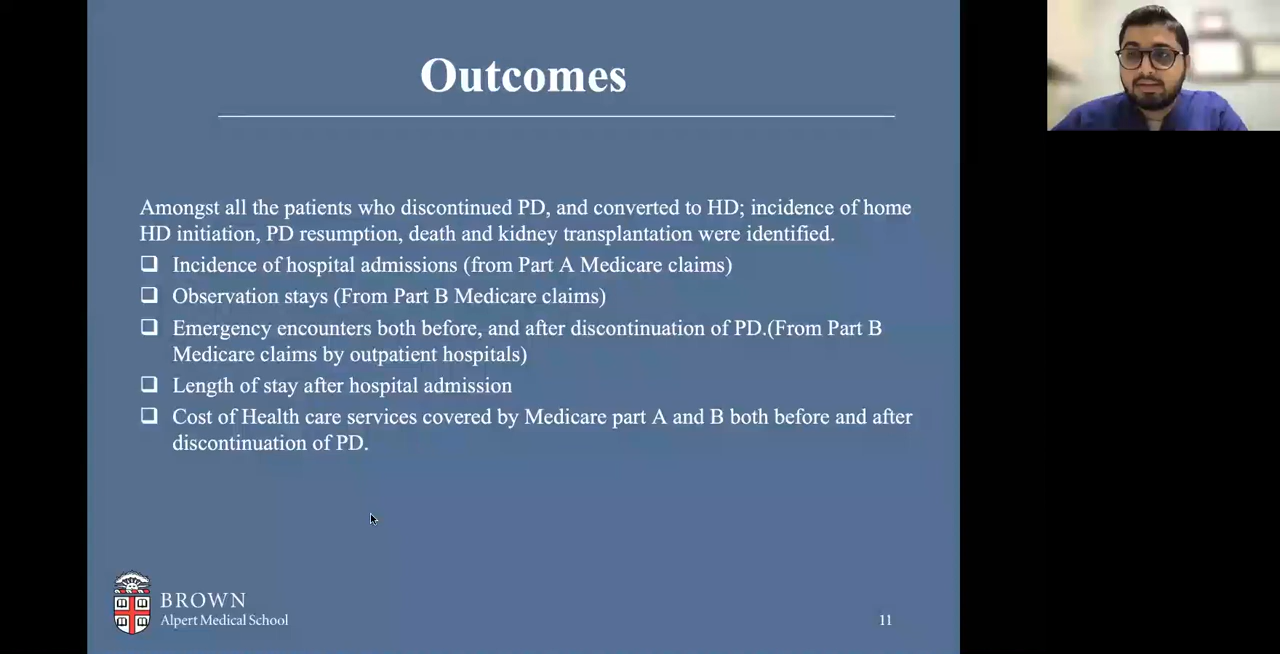 Outcomes
Amongst all the patients who discontinued PD, and converted to HD; incidence of home
HD initiation, PD resumption, death and kidney transplantation were identified.
❑ Incidence of hospital admissions (from Part A Medicare claims)
❑ Observation stays (From Part B Medicare claims)
❑ Emergency encounters both before, and after discontinuation of PD.(From Part B
Medicare claims by outpatient hospitals)
❑ Length of stay after hospital admission
❑ Cost of Health care services covered by Medicare part A and B both before and after
discontinuation of PD.
BROWN
Alpert Medical School
11